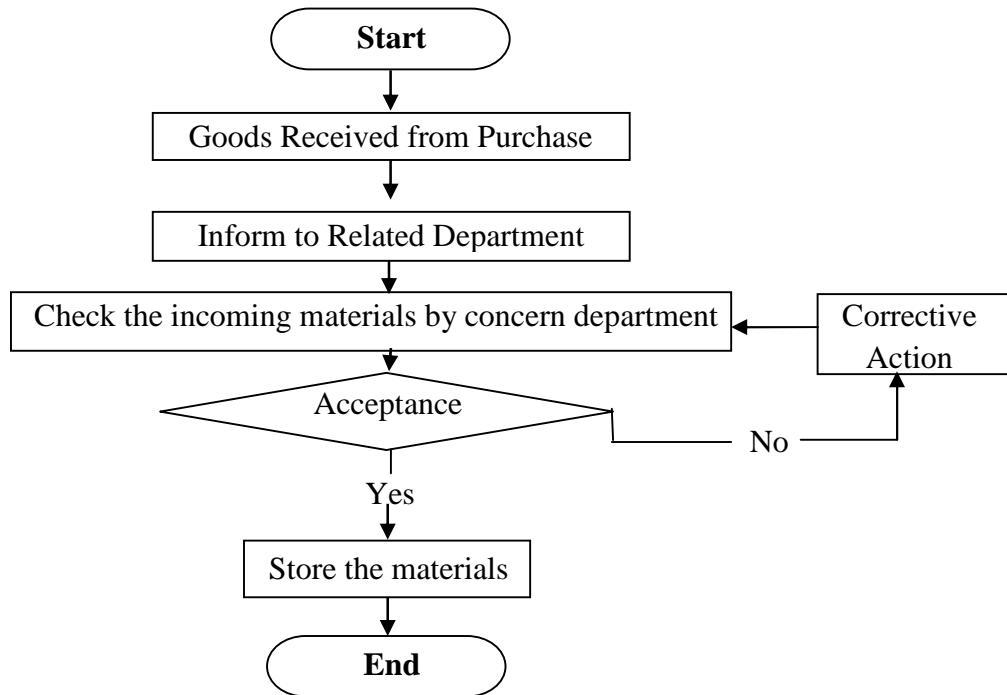 Start
Goods Received from Purchase
Inform to Related Department
Check the incoming materials by concern department
Corrective
Action
Acceptance
No
Yes
Store the materials
End